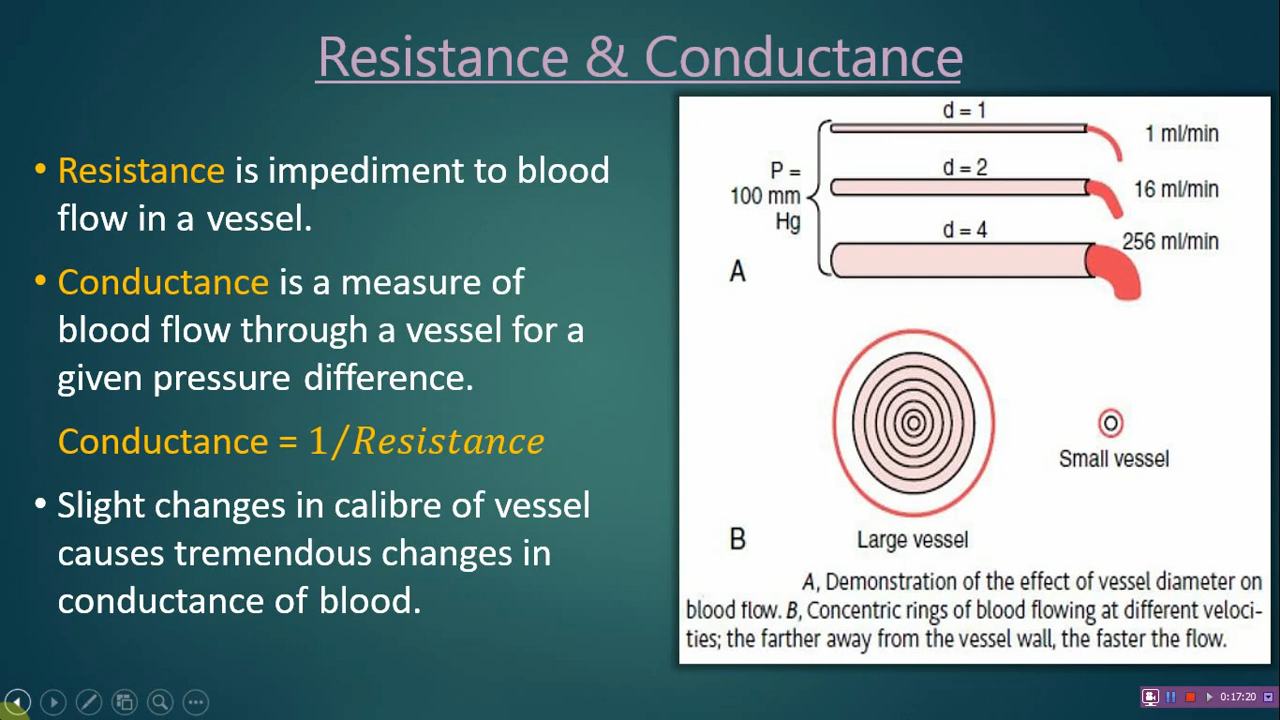 Resistance & Conductance
• Resistance is impediment to blood
flow in a vessel.
• Conductance is a measure of
blood flow through a vessel for a
given pressure difference.
Conductance = 1/Resistance
• Slight changes in calibre of vessel
causes tremendous changes in
conductance of blood.
d = 1
1 ml/min
P =
100 mm
Hg
d = 2
16 ml/min
d = 4
256 ml/min
A
Small vessel
B
Large vessel
A, Demonstration of the effect of vessel diameter on
blood flow. B, Concentric rings of blood flowing at different veloci-
ties; the farther away from the vessel wall, the faster the flow.
0:17:20